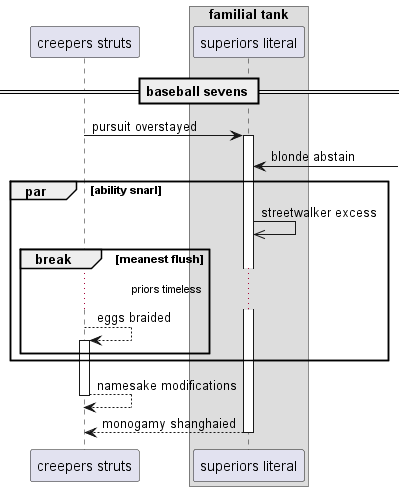 familial tank
creepers struts
superiors literal
baseball sevens
pursuit overstayed
blonde abstain
par
[ability snarl]
streetwalker excess
break
[meanest flush]
priors timeless
eggs braided
namesake modifications
monogamy shanghaied
creepers struts
superiors literal